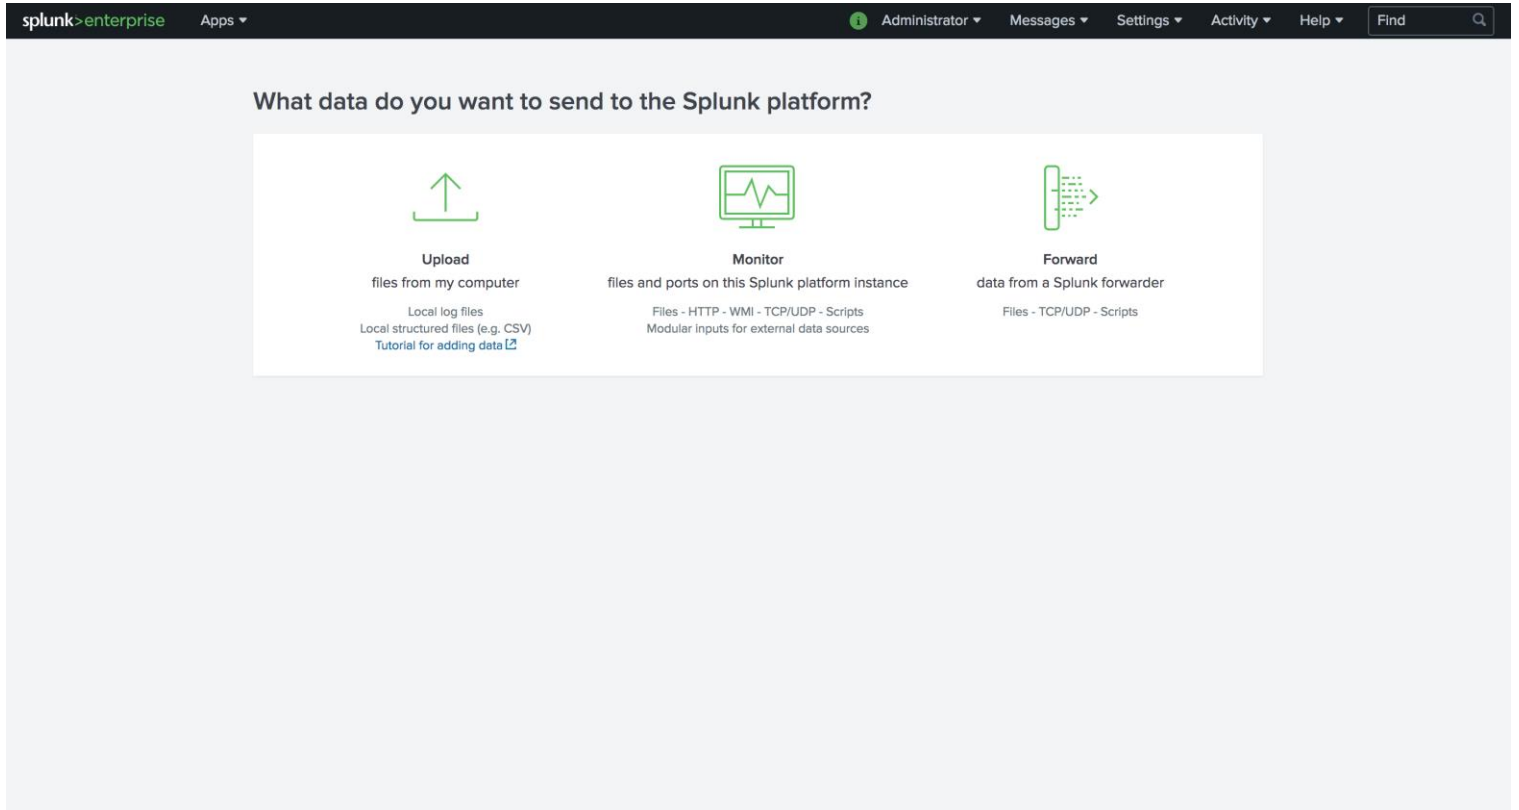 splunk>enterprise Apps Administrator Messages Settings Activity Help Find
What data do you want to send to the Splunk platform?
Upload
files from my computer
Local log files
Local structured files (e.g. CSV)
Tutorial for adding data
Monitor
files and ports on this Splunk platform instance
Files - HTTP - WMI - TCP/UDP - Scripts
Modular inputs for external data sources
Forward
data from a Splunk forwarder
Files - TCP/UDP - Scripts